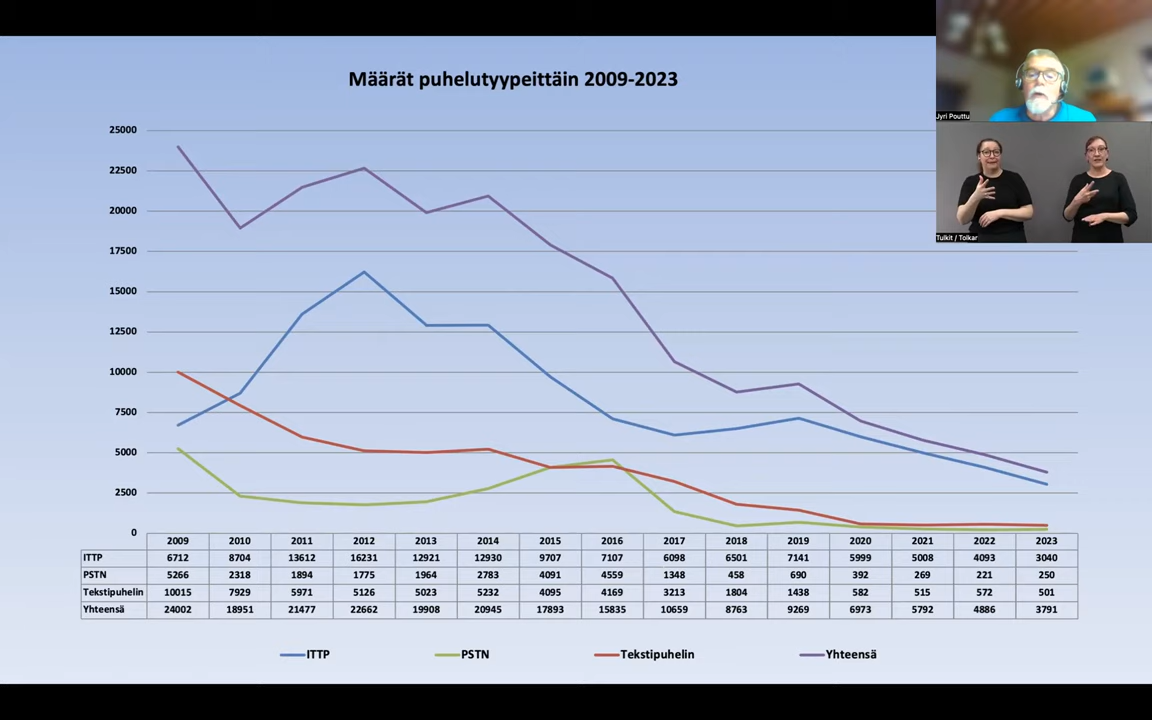 Määrät puhelutyypeittäin 2009-2023
Jyri Pouttu
Tulkit / Tolkar
25000
22500
20000
17500
15000
12500
10000
7500
5000
2500
0
2009 2010 2011 2012 2013 2014 2015 2016 2017 2018 2019 2020 2021 2022 2023
ITTP 6712 8704 13612 16231 12921 12930 9707 7107 6098 6501 7141 5999 5008 4093 3040
PSTN 5266 2318 1894 1775 1964 2783 4091 4559 1348 458 690 392 269 221 250
Tekstipuhelin 10015 7929 5971 5126 5023 5232 4095 4169 3213 1804 1438 582 515 572 501
Yhteensä 24002 18951 21477 22662 19908 20945 17893 15835 10659 8763 9269 6973 5792 4886 3791
ITTP PSTN Tekstipuhelin Yhteensä